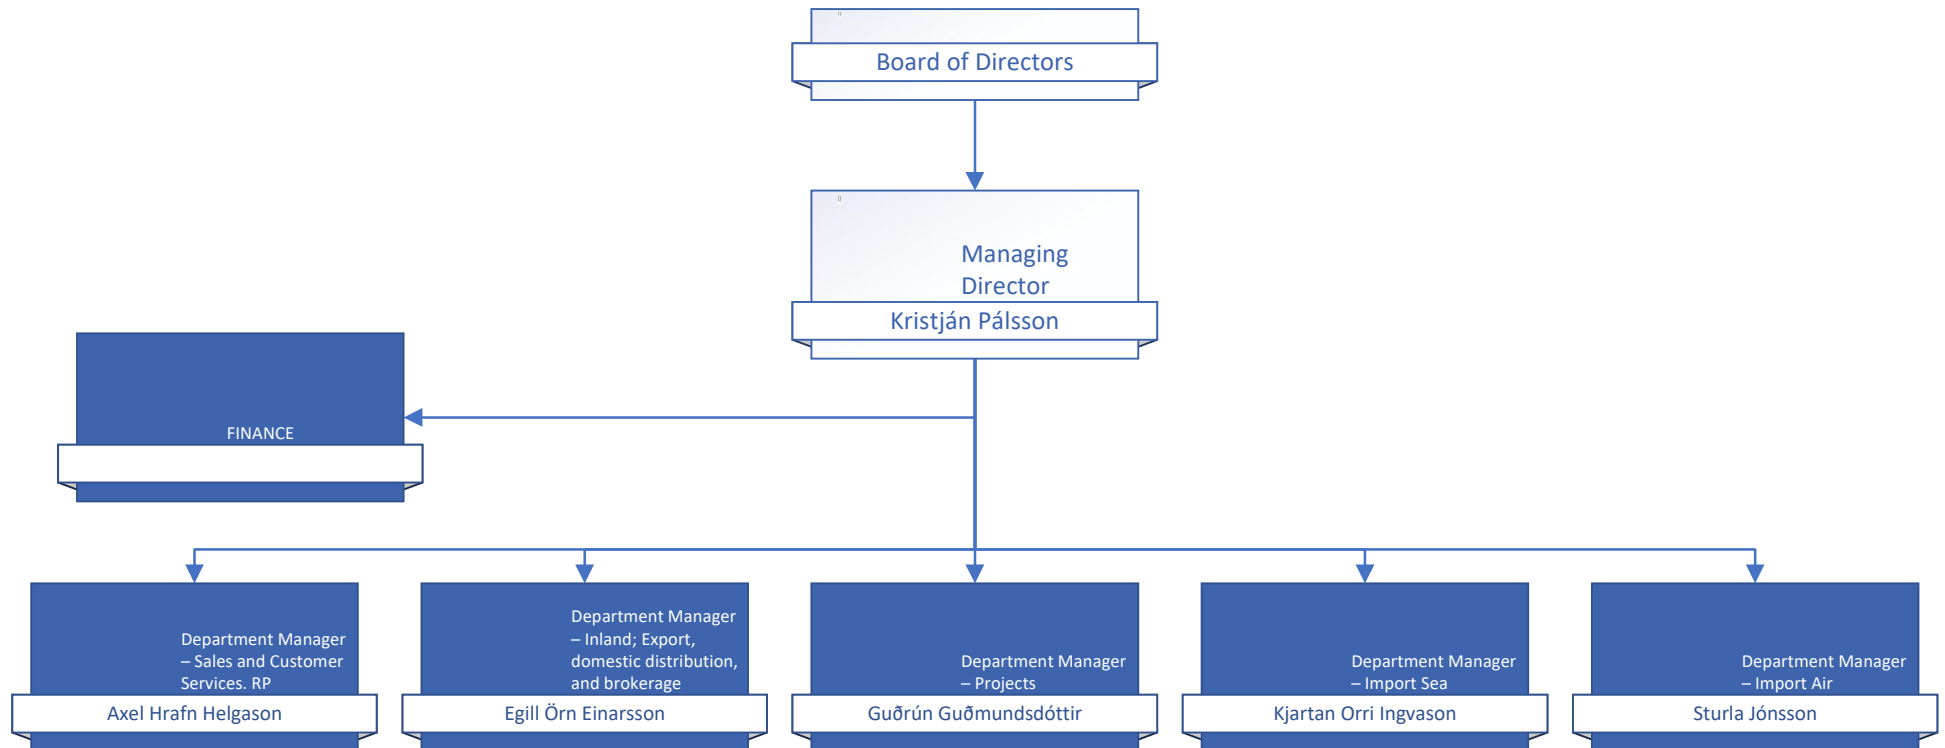 Board of Directors
Managing
Director
Kristján Pálsson
FINANCE
Department Manager
– Sales and Customer
Services. RP
Axel Hrafn Helgason
Department Manager
– Inland; Export,
domestic distribution,
and brokerage
Egill Örn Einarsson
Department Manager
– Projects
Guðrún Guðmundsdóttir
Department Manager
– Import Sea
Kjartan Orri Ingvason
Department Manager
– Import Air
Sturla Jónsson